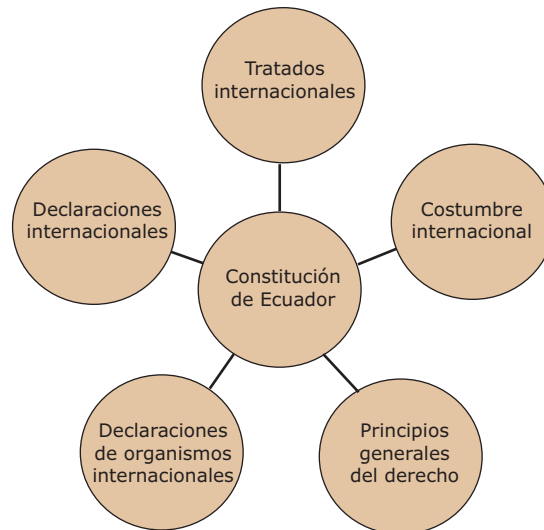 Tratados
internacionales
Declaraciones
internacionales
Costumbre
internacional
Constitución
de Ecuador
Declaraciones
de organismos
internacionales
Principios
generales
del derecho